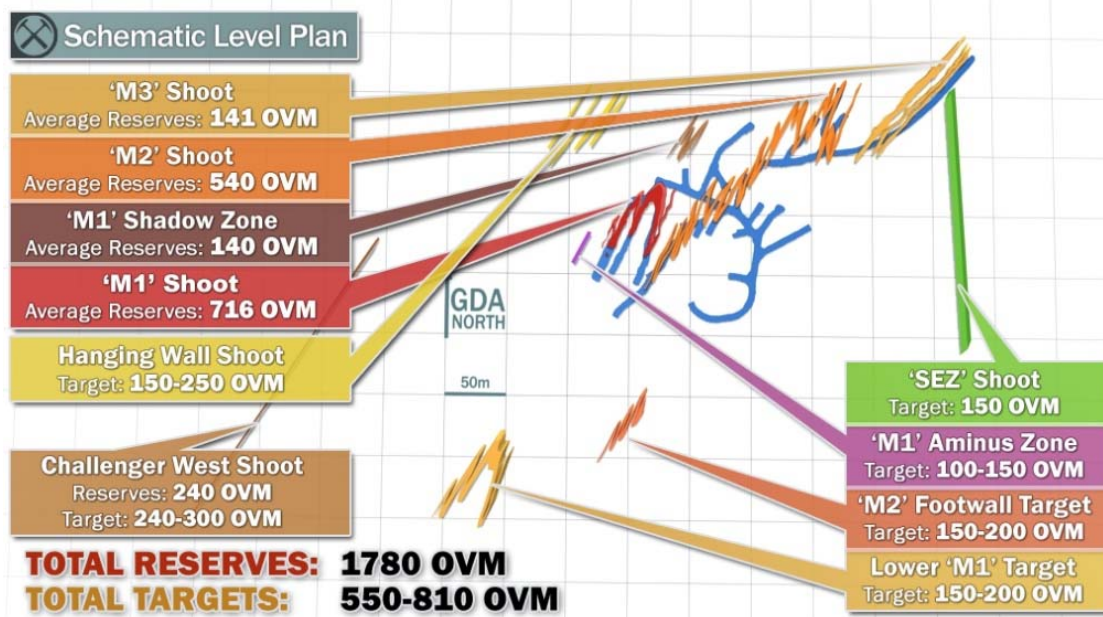 Schematic Level Plan
‘M3’ Shoot
Average Reserves: 141 OVM
‘M2’ Shoot
Average Reserves: 540 OVM
‘M1’ Shadow Zone
Average Reserves: 140 OVM
‘M1’ Shoot
Average Reserves: 716 OVM
Hanging Wall Shoot
Target: 150-250 OVM
Challenger West Shoot
Reserves: 240 OVM
Target: 240-300 OVM
GDA
NORTH
50m
‘SEZ’ Shoot
Target: 150 OVM
‘M1’ Aminus Zone
Target: 100-150 OVM
‘M2’ Footwall Target
Target: 150-200 OVM
Lower ‘M1’ Target
Target: 150-200 OVM
TOTAL RESERVES: 1780 OVM
TOTAL TARGETS: 550-810 OVM